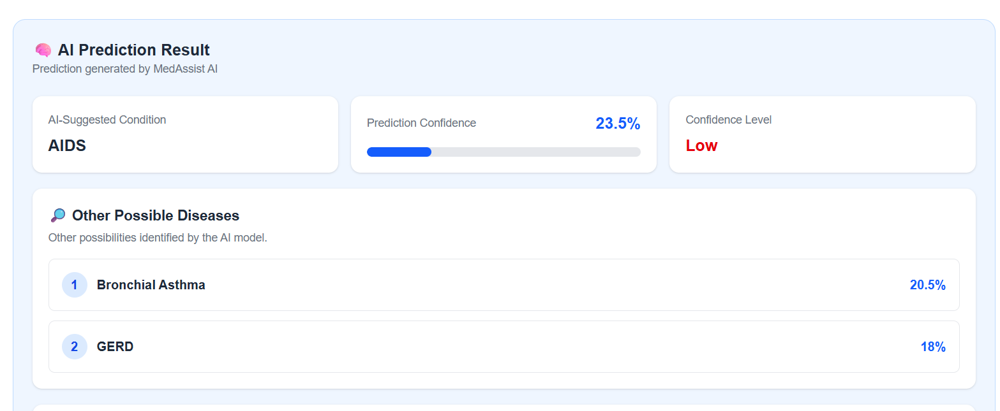 🧠 AI Prediction Result
Prediction generated by MedAssist AI
AI-Suggested Condition
AIDS
Prediction Confidence 23.5%
Confidence Level
Low
🔎 Other Possible Diseases
Other possibilities identified by the AI model.
1 Bronchial Asthma 20.5%
2 GERD 18%